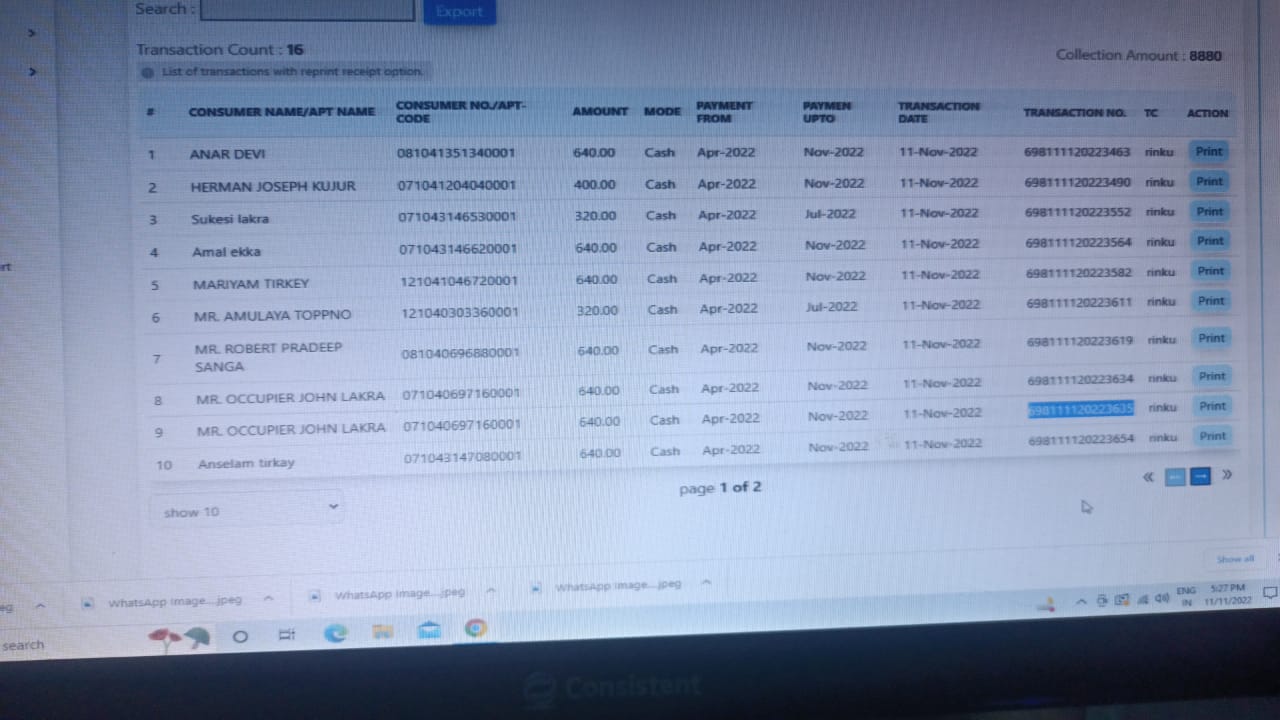 Search :
Export
Transaction Count : 16
Collection Amount : 8880
List of transactions with reprint receipt option.
# CONSUMER NAME/APT NAME CONSUMER NO./APT-CODE AMOUNT MODE PAYMENT FROM PAYMEN UPTO TRANSACTION DATE TRANSACTION NO. TC ACTION
1 ANAR DEVI 081041351340001 640.00 Cash Apr-2022 Nov-2022 11-Nov-2022 698111120223463 rinku Print
2 HERMAN JOSEPH KUJUR 071041204040001 400.00 Cash Apr-2022 Nov-2022 11-Nov-2022 698111120223490 rinku Print
3 Sukesi lakra 071043146530001 320.00 Cash Apr-2022 Jul-2022 11-Nov-2022 698111120223552 rinku Print
4 Amal ekka 071043146620001 640.00 Cash Apr-2022 Nov-2022 11-Nov-2022 698111120223564 rinku Print
5 MARIYAM TIRKEY 121041046720001 640.00 Cash Apr-2022 Nov-2022 11-Nov-2022 698111120223582 rinku Print
6 MR. AMULAYA TOPPNO 121040303360001 320.00 Cash Apr-2022 Jul-2022 11-Nov-2022 698111120223611 rinku Print
7 MR. ROBERT PRADEEP SANGA 081040696880001 640.00 Cash Apr-2022 Nov-2022 11-Nov-2022 698111120223619 rinku Print
8 MR. OCCUPIER JOHN LAKRA 071040697160001 640.00 Cash Apr-2022 Nov-2022 11-Nov-2022 698111120223634 rinku Print
9 MR. OCCUPIER JOHN LAKRA 071040697160001 640.00 Cash Apr-2022 Nov-2022 11-Nov-2022 698111120223635 rinku Print
10 Anselam tirkay 071043147080001 640.00 Cash Apr-2022 Nov-2022 11-Nov-2022 698111120223654 rinku Print
page 1 of 2
show 10
Show all
WhatsApp Image....jpeg
WhatsApp Image....jpeg
WhatsApp Image....jpeg
ENG IN
5:27 PM
11/11/2022
search
Consistent